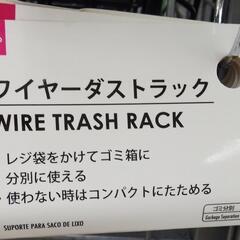 ワイヤーダストラック
WIRE TRASH RACK
レジ袋をかけてゴミ箱に
・分別に使える
・使わない時はコンパクトにたためる
SUPORTE PARA SACO DE LIXO
ゴミ分別
Garbage Separation